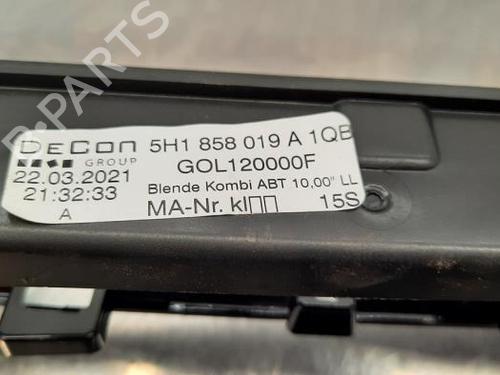 B-PARTS
DeCon 5H1 858 019 A 1QB
GROUP GOL120000F
22.03.2021 Blende Kombi ABT 10,00" LL
21:32:33 MA-Nr. kl
A 15S